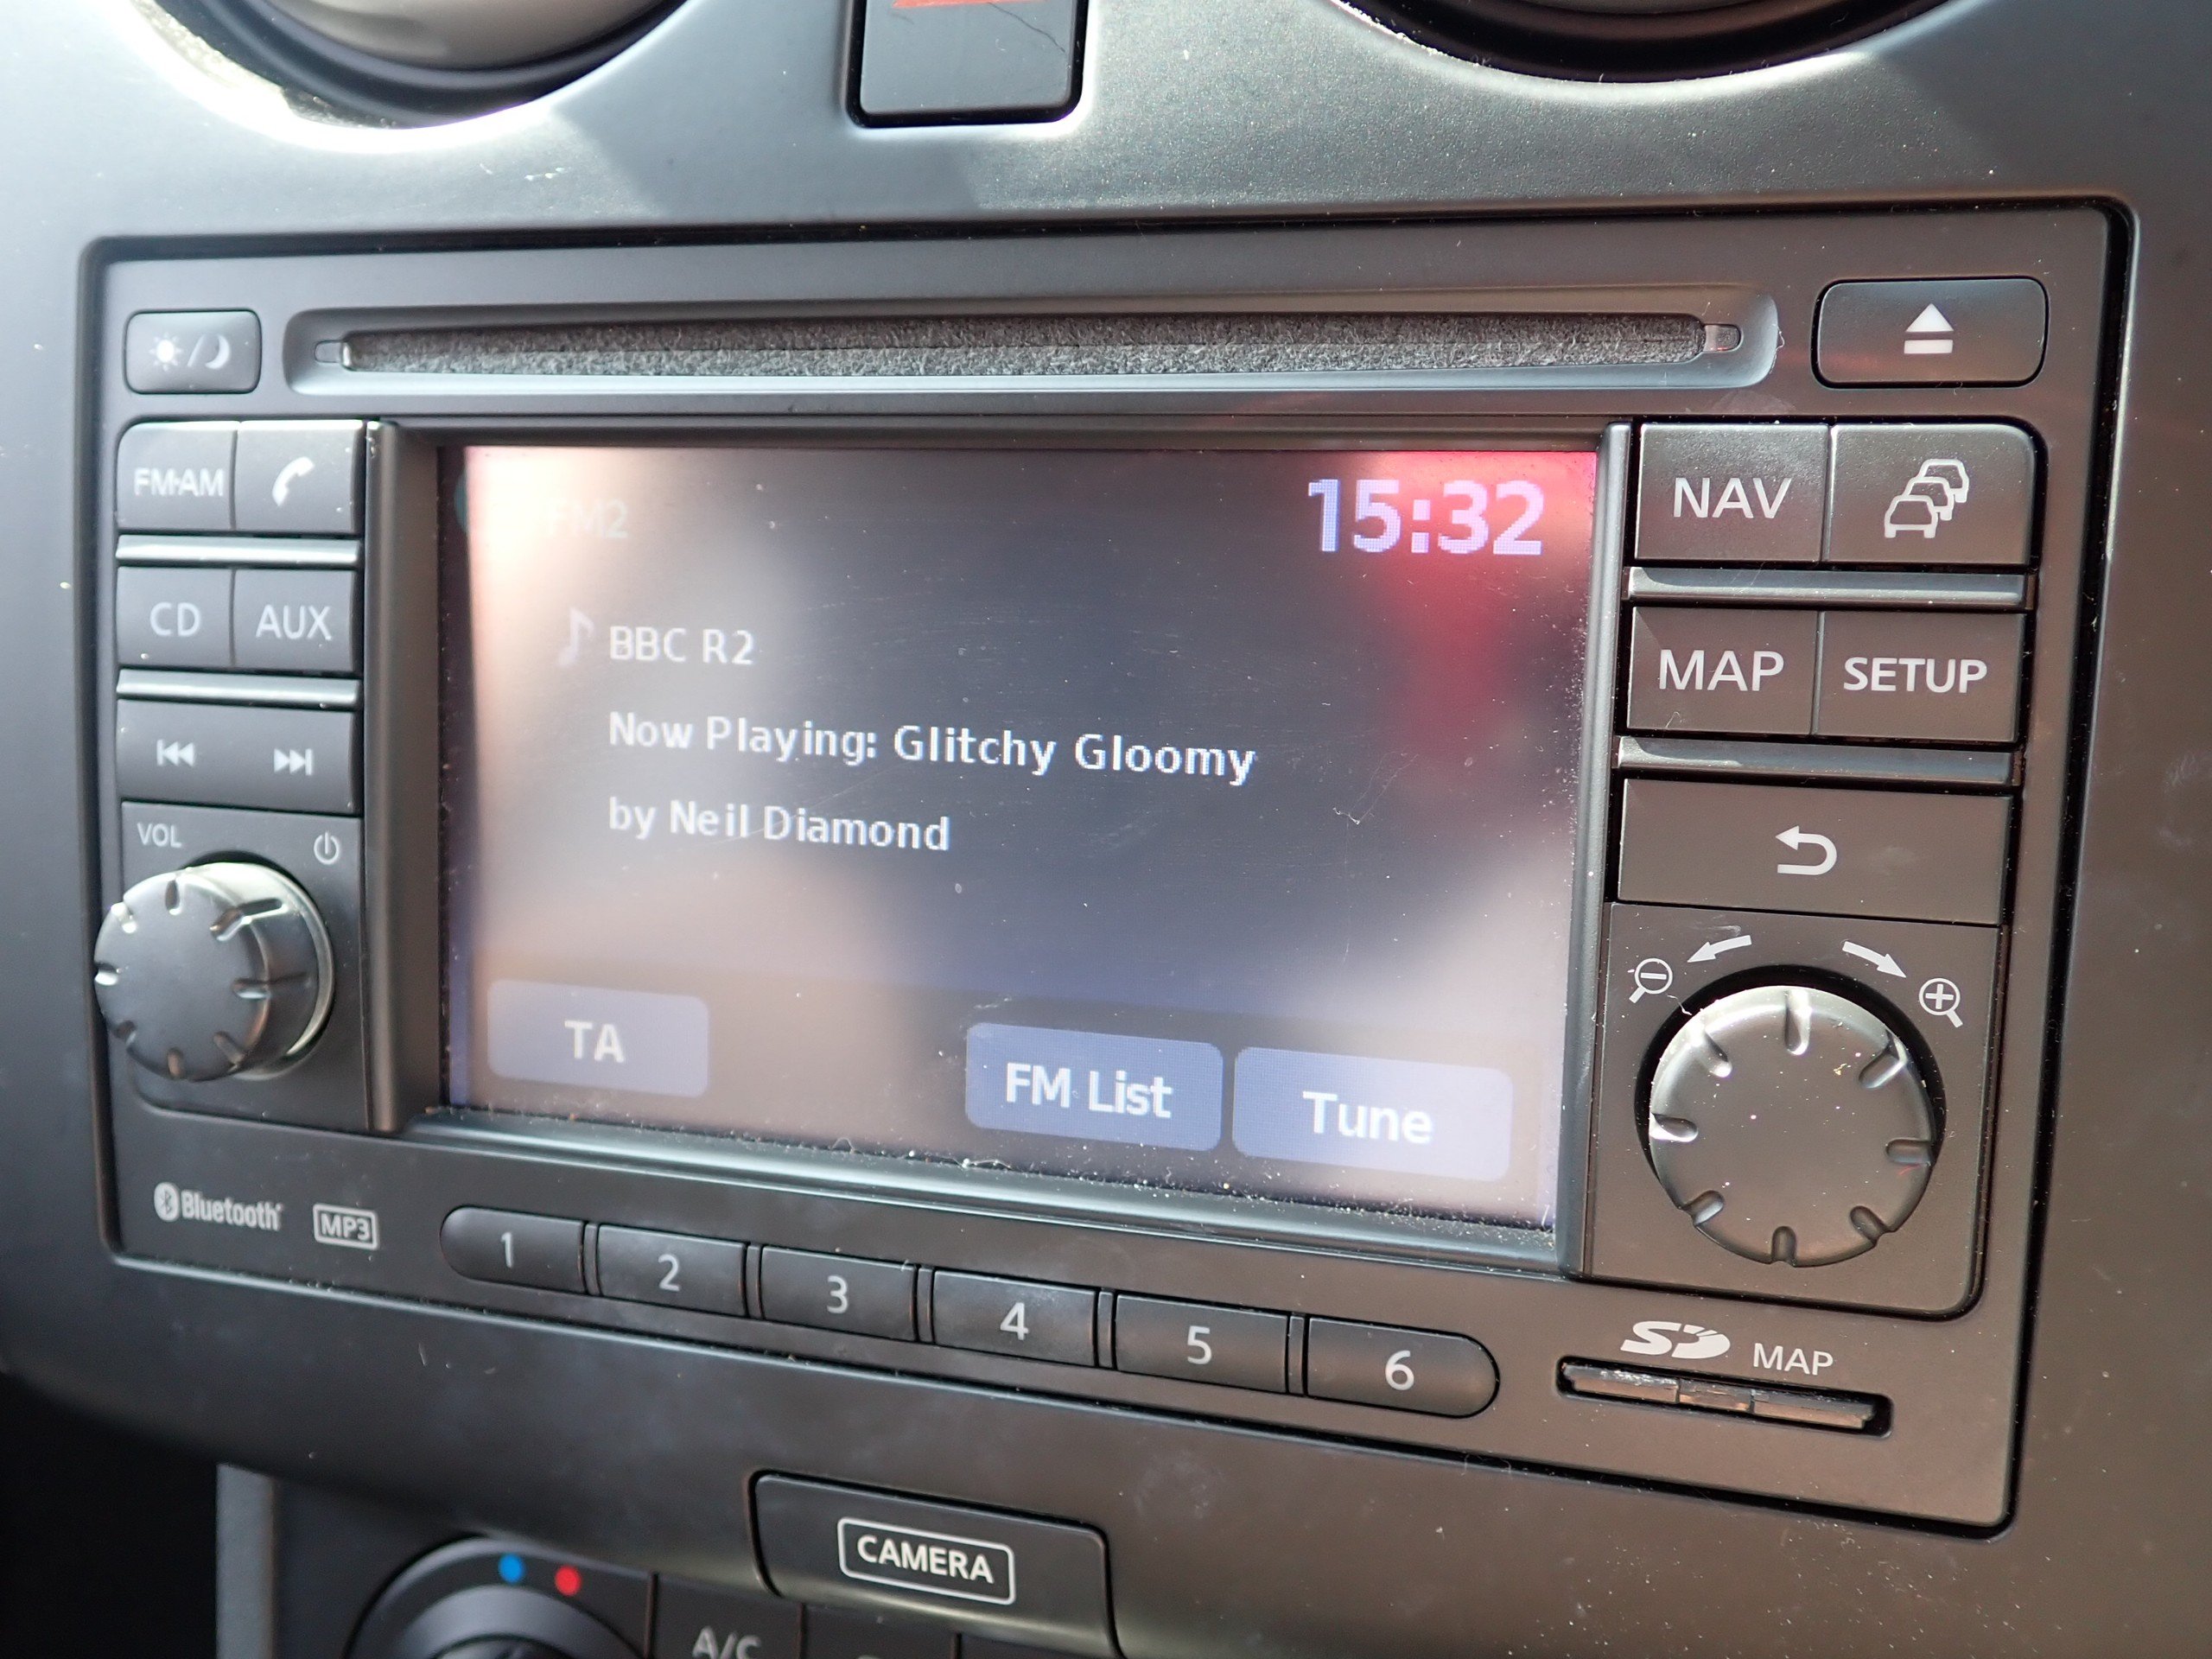 FM·AM
FM2
15:32
NAV
CD
AUX
BBC R2
MAP
SETUP
Now Playing: Glitchy Gloomy
by Neil Diamond
VOL
TA
FM List
Tune
Bluetooth
MP3
1
2
3
4
5
6
SD
MAP
CAMERA
A/C